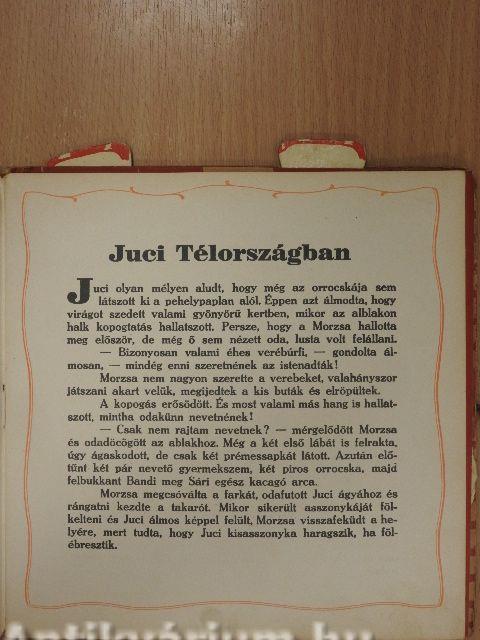 Juci Télországban
Juci olyan mélyen aludt, hogy még az orrocskája sem
látszott ki a pehelypaplan alól. Éppen azt álmodta, hogy
virágot szedett valami gyönyörű kertben, mikor az alblakon
halk kopogtatás hallatszott. Persze, hogy a Morzsa hallotta
meg először, de még ő sem nézett oda, lusta volt felállani.
— Bizonyosan valami éhes verébúrfi, — gondolta ál-
mosan, — mindég enni szeretnének az istenadták!
Morzsa nem nagyon szerette a verebeket, valahányszor
játszani akart velük, megijedtek a kis buták és elröpültek.
A kopogás erősödött. És most valami más hang is hallat-
szott, mintha odakünn nevetnének!
— Csak nem rajtam nevetnek? — mérgelődött Morzsa
és odadöcögött az ablakhoz. Még a két első lábát is felrakta,
úgy ágaskodott, de csak két prémessapkát látott. Azután elő-
tűnt két pár nevető gyermekszem, két piros orrocska, majd
felbukkant Bandi meg Sári egész kacagó arca.
Morzsa megcsóválta a farkát, odafutott Juci ágyához és
rángatni kezdte a takarót. Mikor sikerült asszonykáját föl-
kelteni és Juci álmos képpel felült, Morzsa visszafeküdt a he-
lyére, mert tudta, hogy Juci kisasszonyka haragszik, ha föl-
ébresztik.
Antikvárium.hu